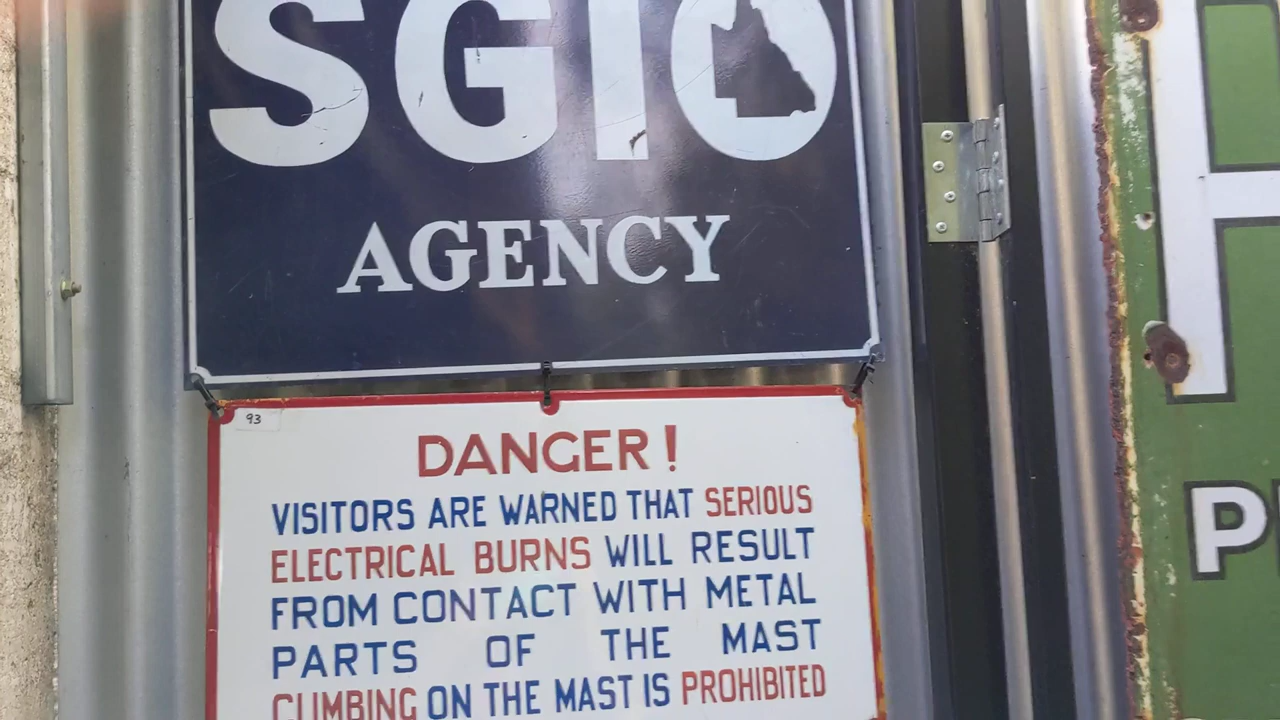 SGIO
AGENCY
93
DANGER!
VISITORS ARE WARNED THAT SERIOUS
ELECTRICAL BURNS WILL RESULT
FROM CONTACT WITH METAL
PARTS OF THE MAST
CLIMBING ON THE MAST IS PROHIBITED